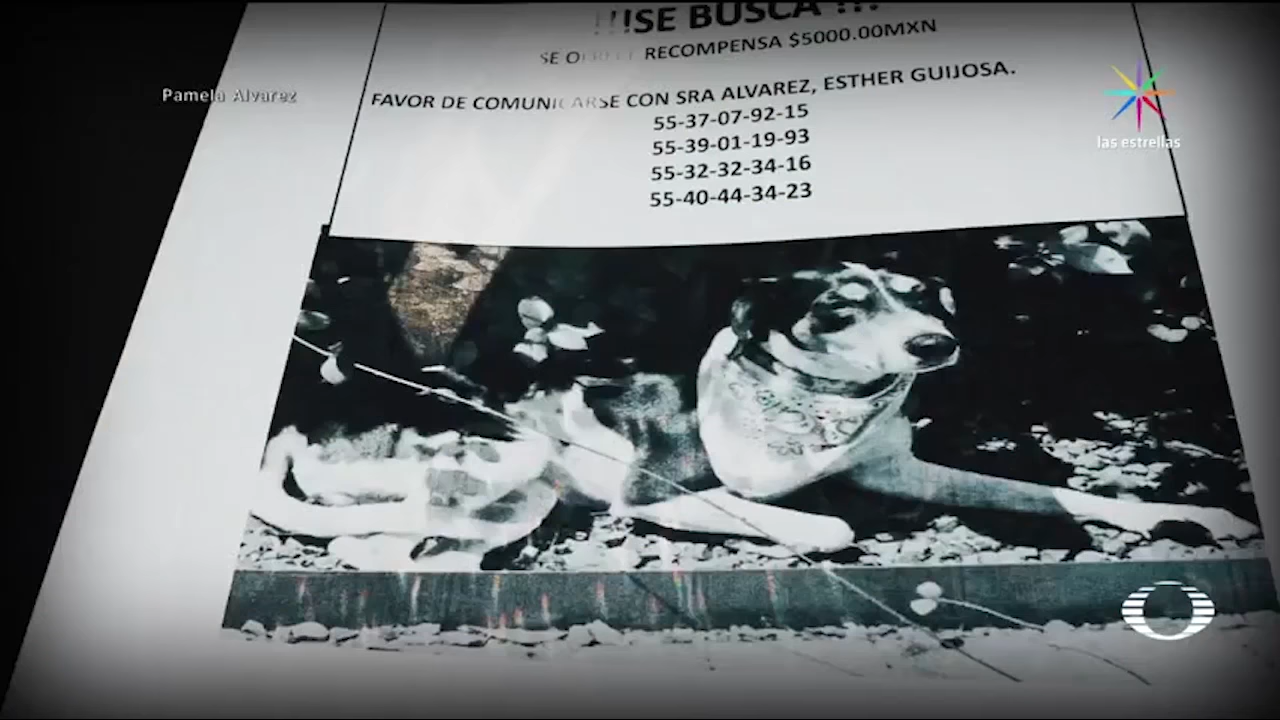 !!!SE BUSCA !!!
SE OFRECE RECOMPENSA $5000.00MXN
Pamela Alvarez
FAVOR DE COMUNICARSE CON SRA ALVAREZ, ESTHER GUIJOSA.
55-37-07-92-15
55-39-01-19-93
55-32-32-34-16
55-40-44-34-23
las estrellas